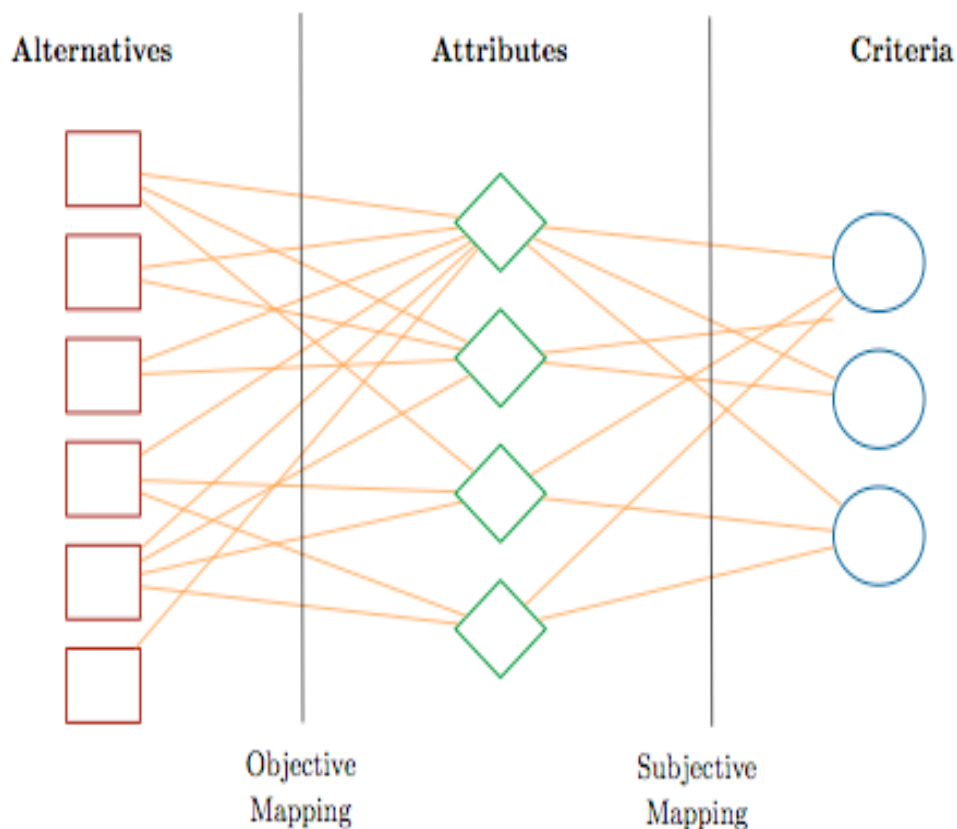 Alternatives
Attributes
Criteria
Objective
Mapping
Subjective
Mapping